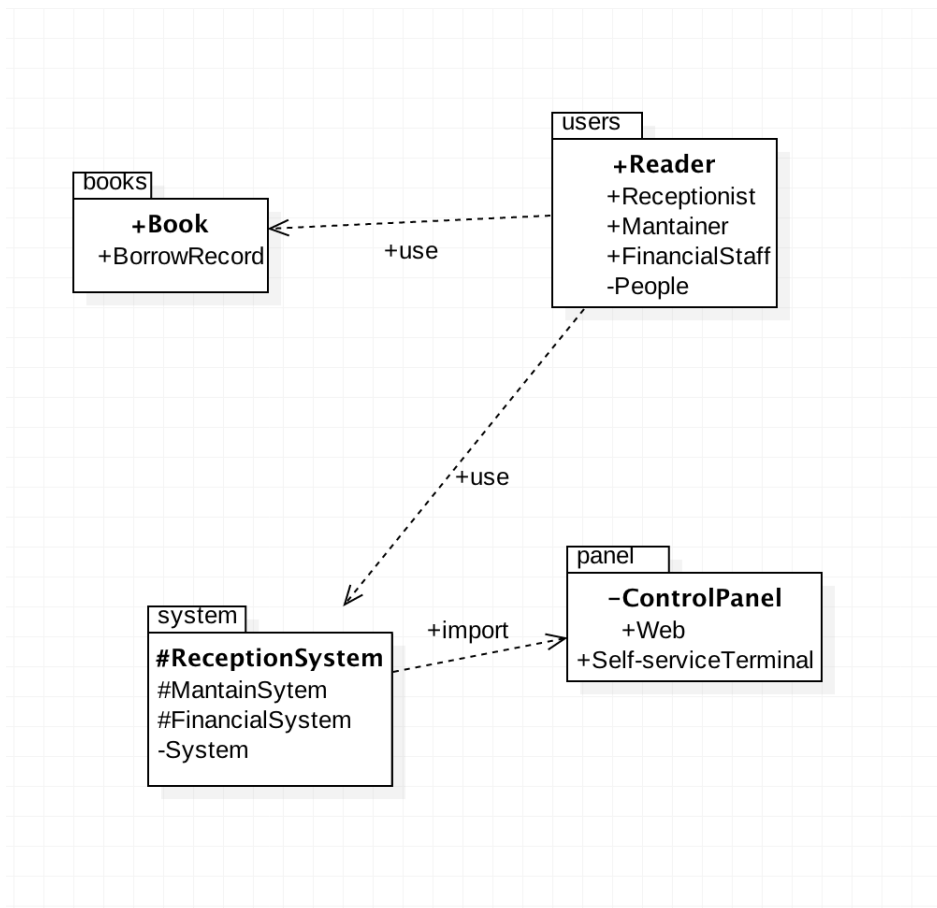 users
+Reader
+Receptionist
+Mantainer
+FinancialStaff
-People
books
+Book
+BorrowRecord
+use
+use
panel
-ControlPanel
+Web
+Self-serviceTerminal
system
#ReceptionSystem
#MantainSytem
#FinancialSystem
-System
+import